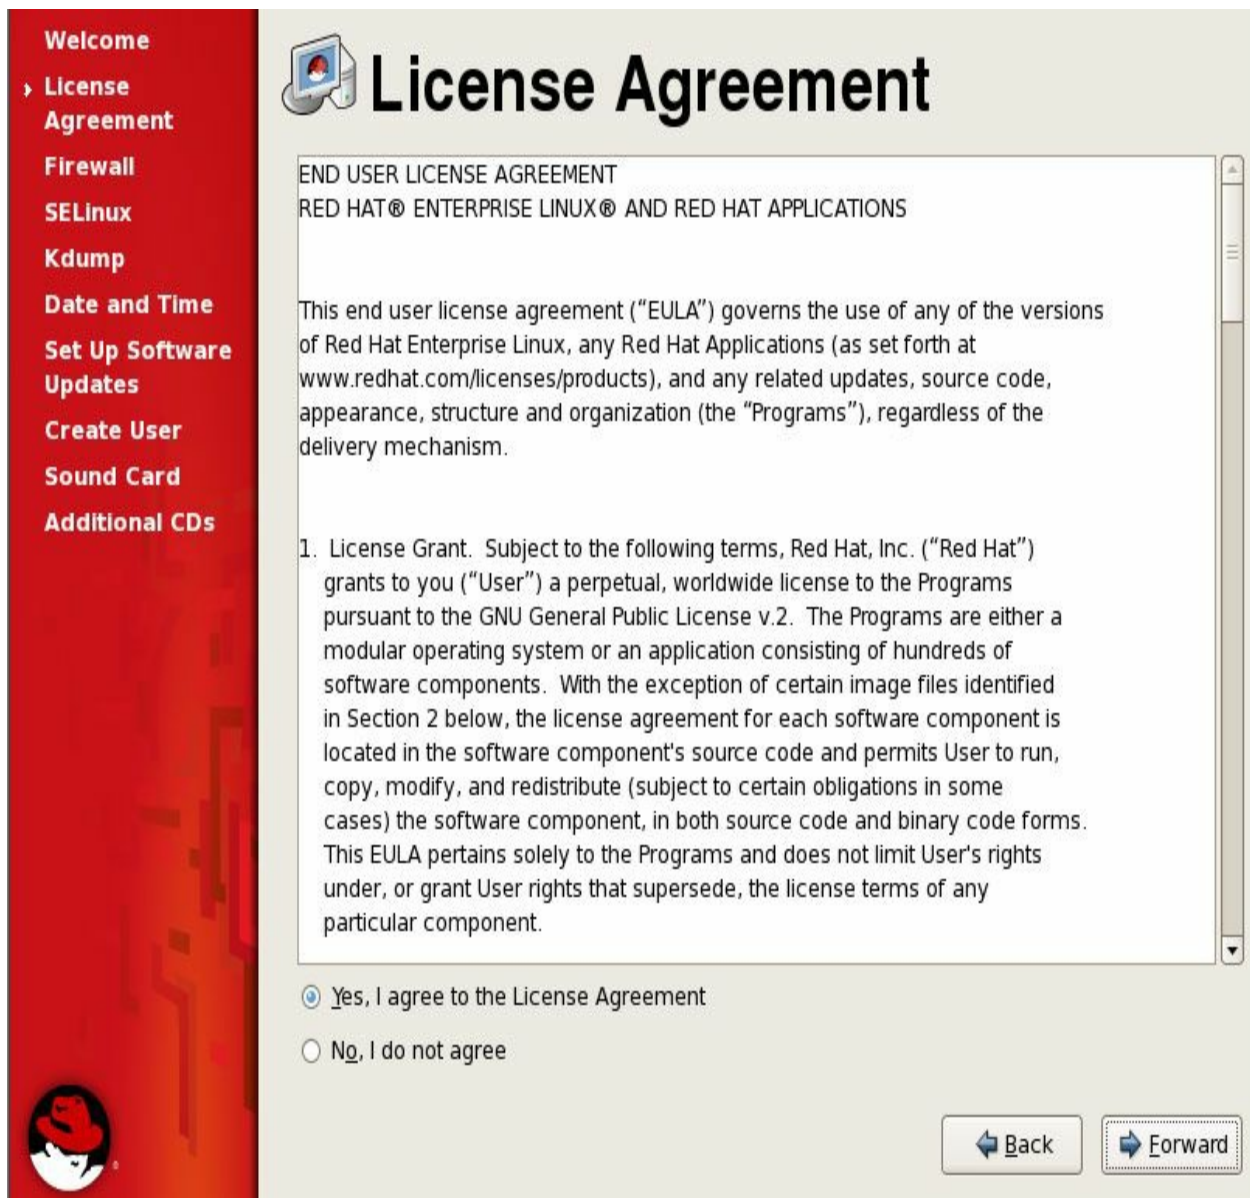 Welcome
License
Agreement
Firewall
SELinux
Kdump
Date and Time
Set Up Software
Updates
Create User
Sound Card
Additional CDs
License Agreement
END USER LICENSE AGREEMENT
RED HAT® ENTERPRISE LINUX® AND RED HAT APPLICATIONS
This end user license agreement (“EULA”) governs the use of any of the versions
of Red Hat Enterprise Linux, any Red Hat Applications (as set forth at
www.redhat.com/licenses/products), and any related updates, source code,
appearance, structure and organization (the “Programs”), regardless of the
delivery mechanism.
1. License Grant. Subject to the following terms, Red Hat, Inc. (“Red Hat”)
grants to you (“User”) a perpetual, worldwide license to the Programs
pursuant to the GNU General Public License v.2. The Programs are either a
modular operating system or an application consisting of hundreds of
software components. With the exception of certain image files identified
in Section 2 below, the license agreement for each software component is
located in the software component's source code and permits User to run,
copy, modify, and redistribute (subject to certain obligations in some
cases) the software component, in both source code and binary code forms.
This EULA pertains solely to the Programs and does not limit User's rights
under, or grant User rights that supersede, the license terms of any
particular component.
Yes, I agree to the License Agreement
No, I do not agree
Back
Forward